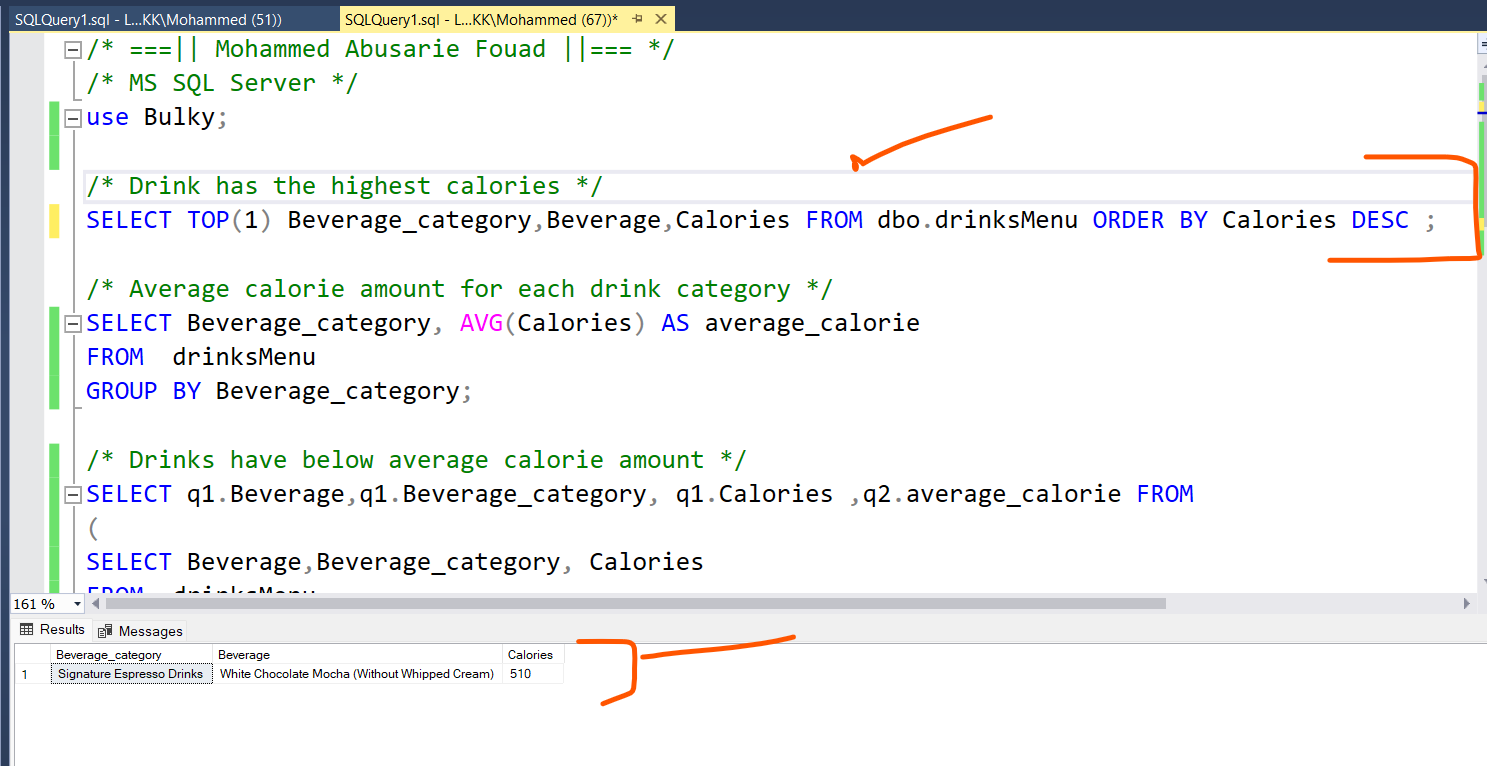 SQLQuery1.sql - L...KK\Mohammed (51)) SQLQuery1.sql - L...KK\Mohammed (67))*
/* ===|| Mohammed Abusarie Fouad ||=== */
/* MS SQL Server */
use Bulky;
/* Drink has the highest calories */
SELECT TOP(1) Beverage_category,Beverage,Calories FROM dbo.drinksMenu ORDER BY Calories DESC ;
/* Average calorie amount for each drink category */
SELECT Beverage_category, AVG(Calories) AS average_calorie
FROM  drinksMenu
GROUP BY Beverage_category;
/* Drinks have below average calorie amount */
SELECT q1.Beverage,q1.Beverage_category, q1.Calories ,q2.average_calorie FROM
(
SELECT Beverage,Beverage_category, Calories
FROM  drinksMenu
161 %
Results Messages
Beverage_category Beverage Calories
1 Signature Espresso Drinks White Chocolate Mocha (Without Whipped Cream) 510